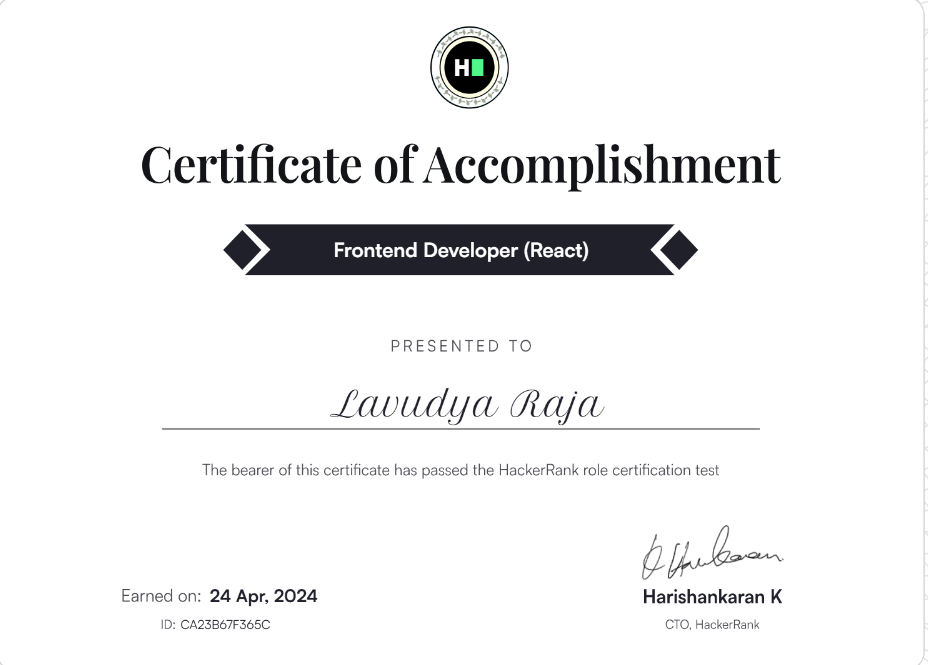 H
Certificate of Accomplishment
Frontend Developer (React)
PRESENTED TO
Lavudya Raja
The bearer of this certificate has passed the HackerRank role certification test
Earned on: 24 Apr, 2024
ID: CA23B67F365C
Harishankaran K
CTO, HackerRank